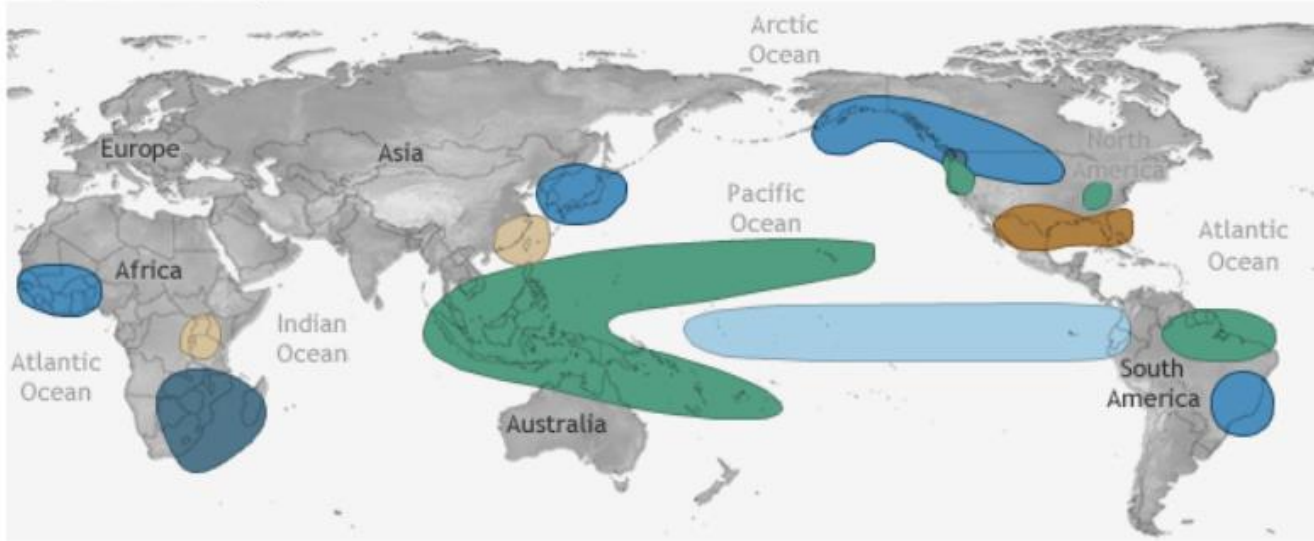 Arctic
Ocean
Europe
Asia
North
America
Pacific
Ocean
Atlantic
Ocean
Africa
Indian
Ocean
Atlantic
Ocean
South
America
Australia